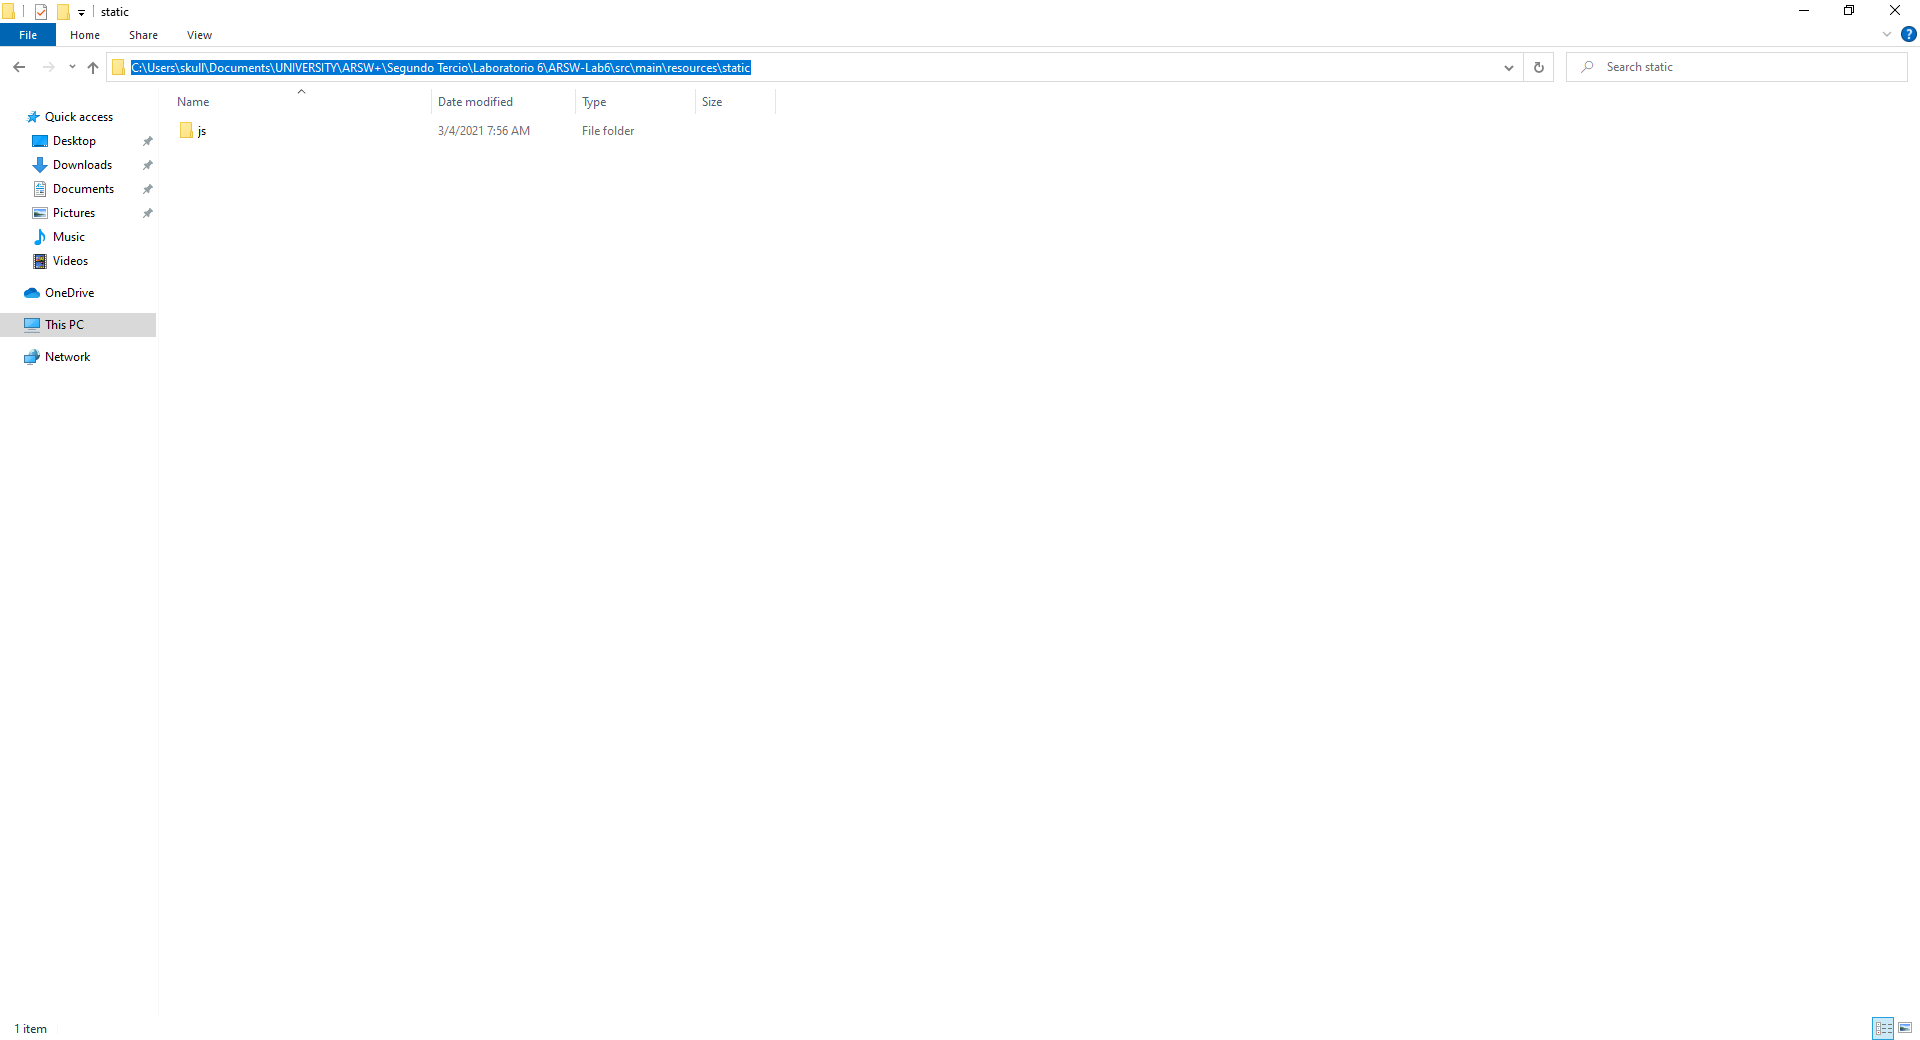 static
File Home Share View
C:\Users\skull\Documents\UNIVERSITY\ARSW+\Segundo Tercio\Laboratorio 6\ARSW-Lab6\src\main\resources\static
Search static
Name Date modified Type Size
js 3/4/2021 7:56 AM File folder
Quick access
Desktop
Downloads
Documents
Pictures
Music
Videos
OneDrive
This PC
Network
1 item